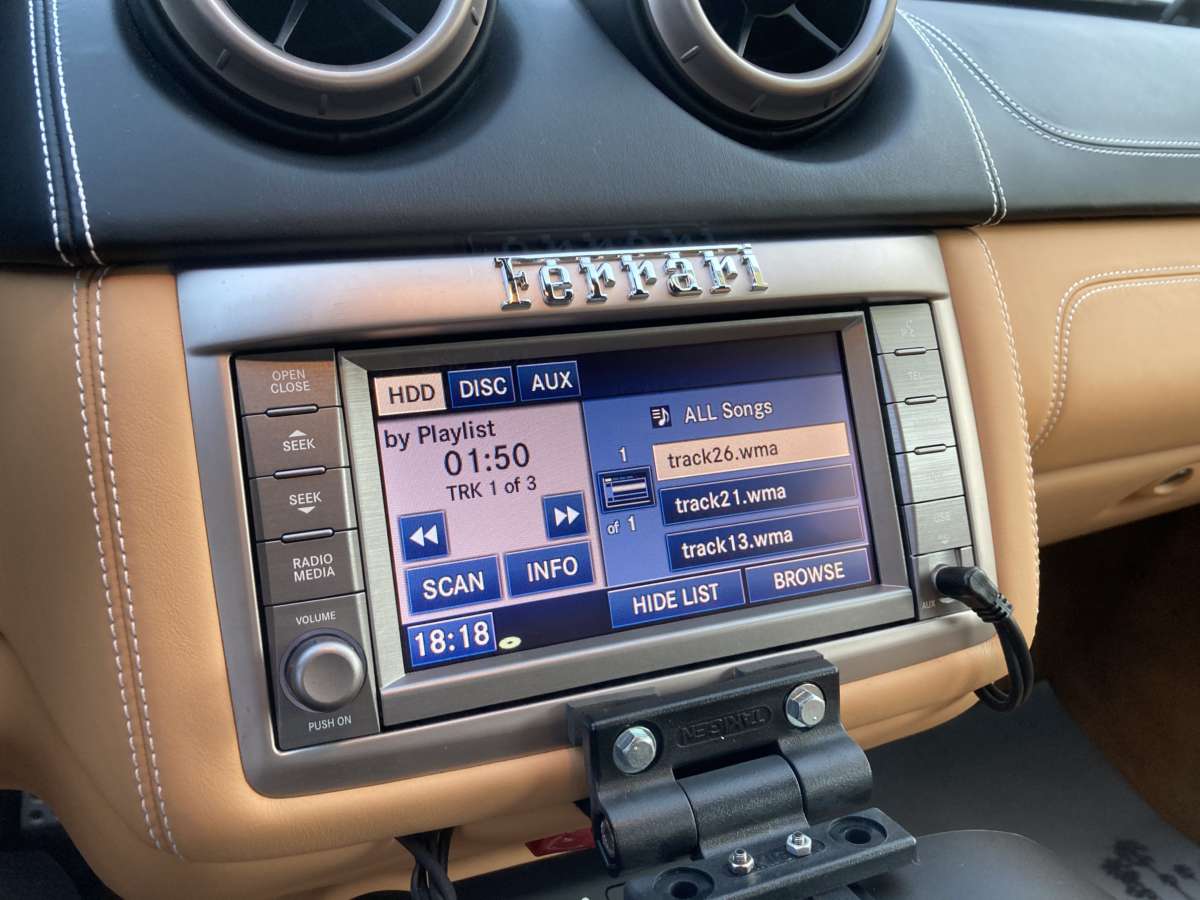 Ferrari
OPEN
CLOSE
SEEK
SEEK
RADIO
MEDIA
VOLUME
PUSH ON
HDD DISC AUX
by Playlist
01:50
TRK 1 of 3
SCAN INFO
18:18
ALL Songs
1
of 1
track26.wma
track21.wma
track13.wma
HIDE LIST BROWSE
TEL
AUX